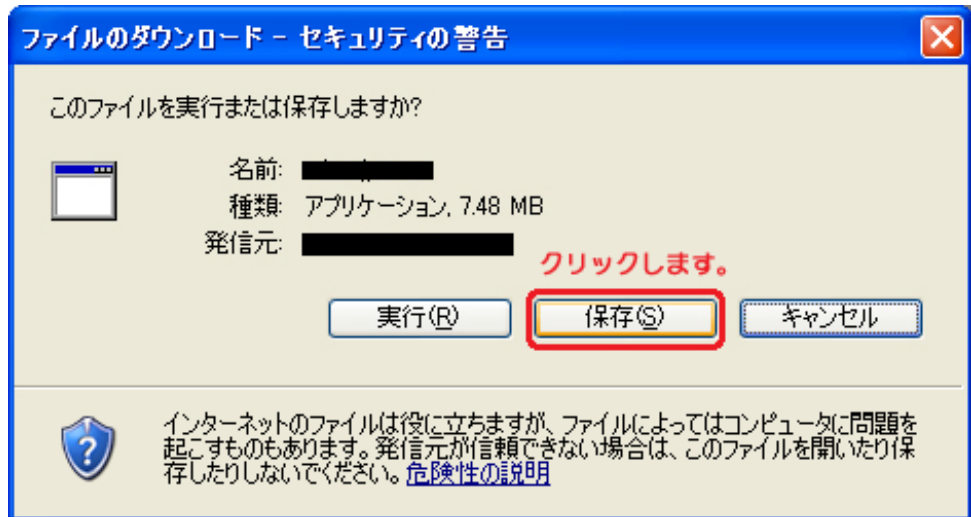 ファイルのダウンロード - セキュリティの警告
このファイルを実行または保存しますか?
名前:
種類: アプリケーション, 7.48 MB
発信元:
クリックします。
実行(R) 保存(S) キャンセル
インターネットのファイルは役に立ちますが、ファイルによってはコンピュータに問題を
起こすものもあります。発信元が信頼できない場合は、このファイルを開いたり保
存したりしないでください。危険性の説明